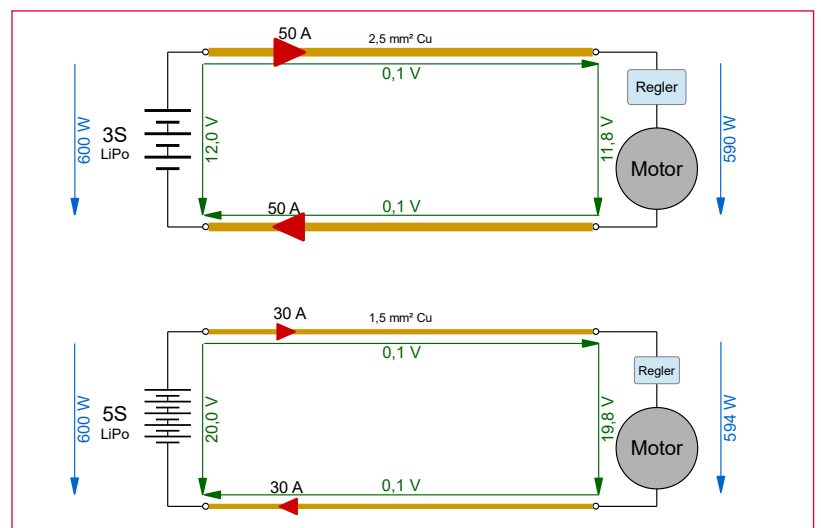 50 A
2,5 mm² Cu
0,1 V
Regler
600 W
3S
LiPo
12,0 V
11,8 V
Motor
590 W
50 A
0,1 V
30 A
1,5 mm² Cu
0,1 V
Regler
600 W
5S
LiPo
20,0 V
19,8 V
Motor
594 W
30 A
0,1 V